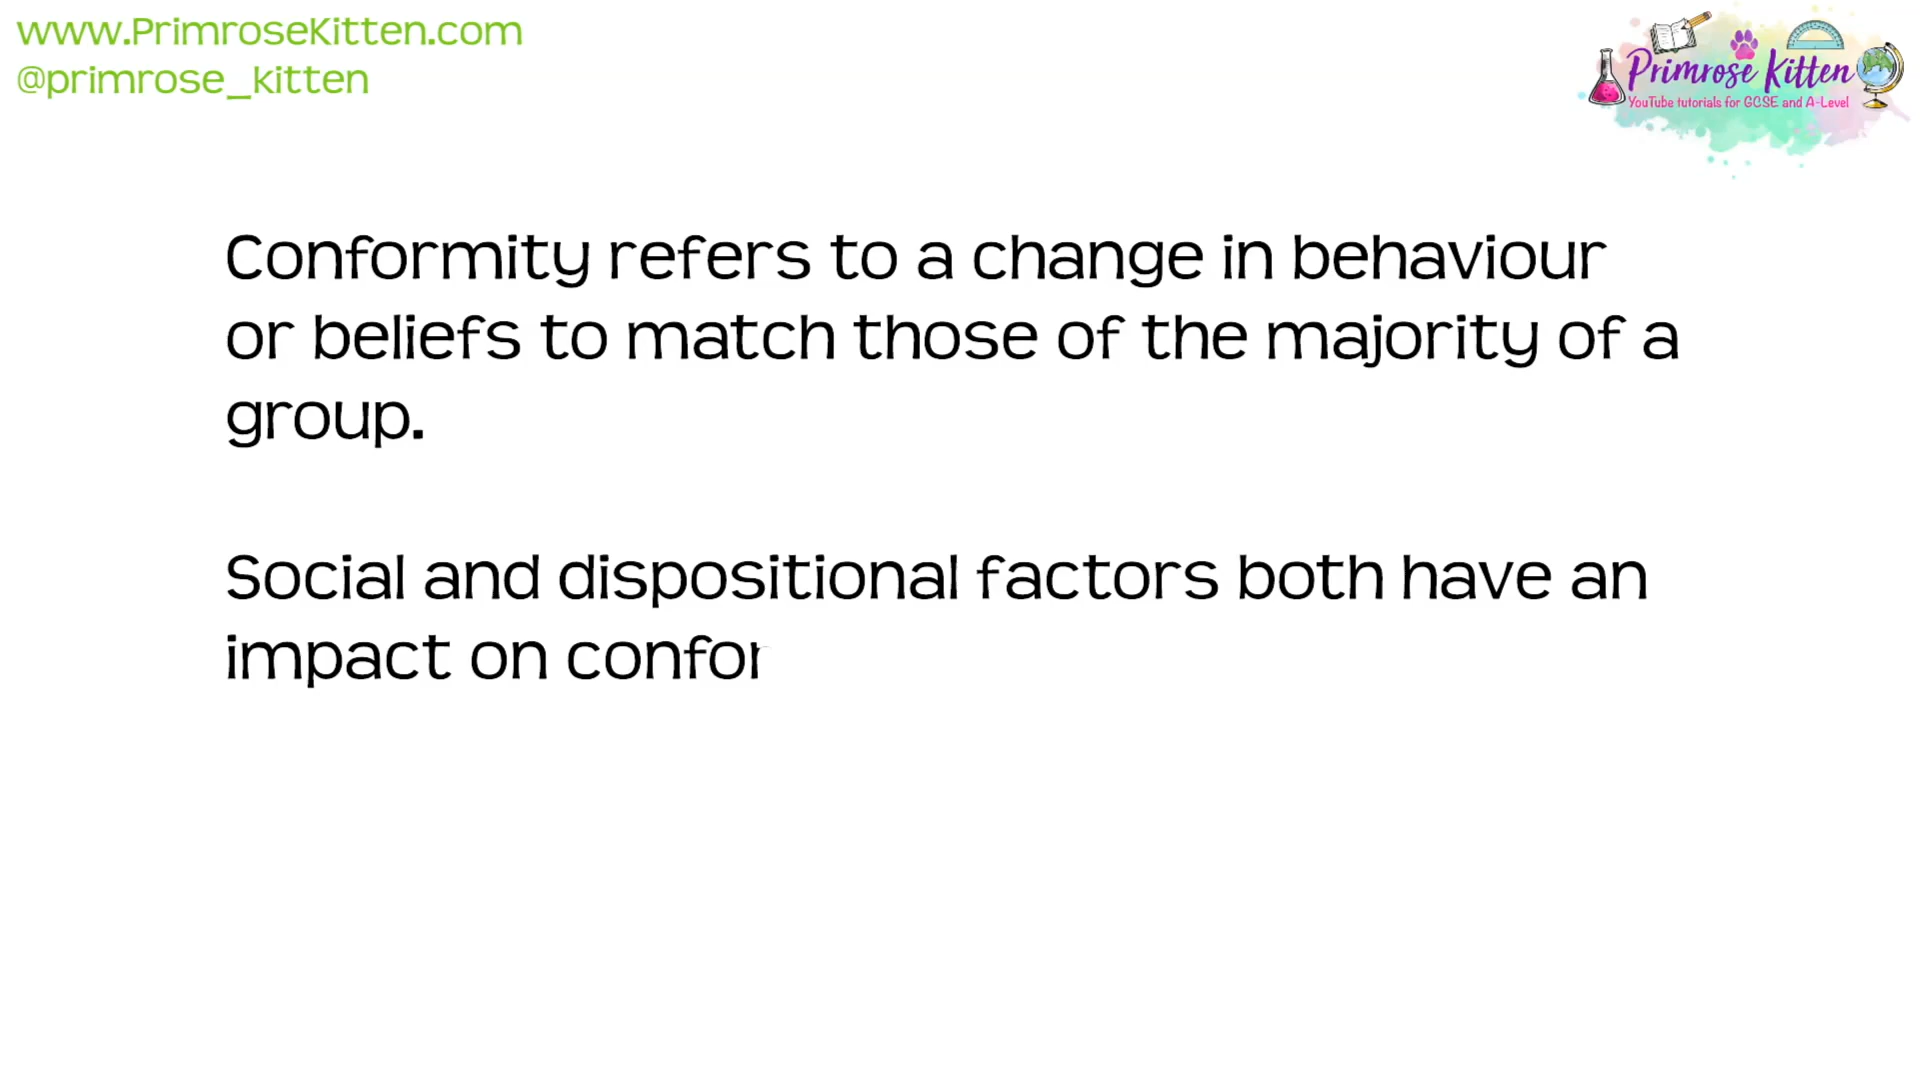 www.PrimroseKitten.com
@primrose_kitten
Primrose Kitten
YouTube tutorials for GCSE and A-Level
Conformity refers to a change in behaviour
or beliefs to match those of the majority of a
group.
Social and dispositional factors both have an
impact on confor